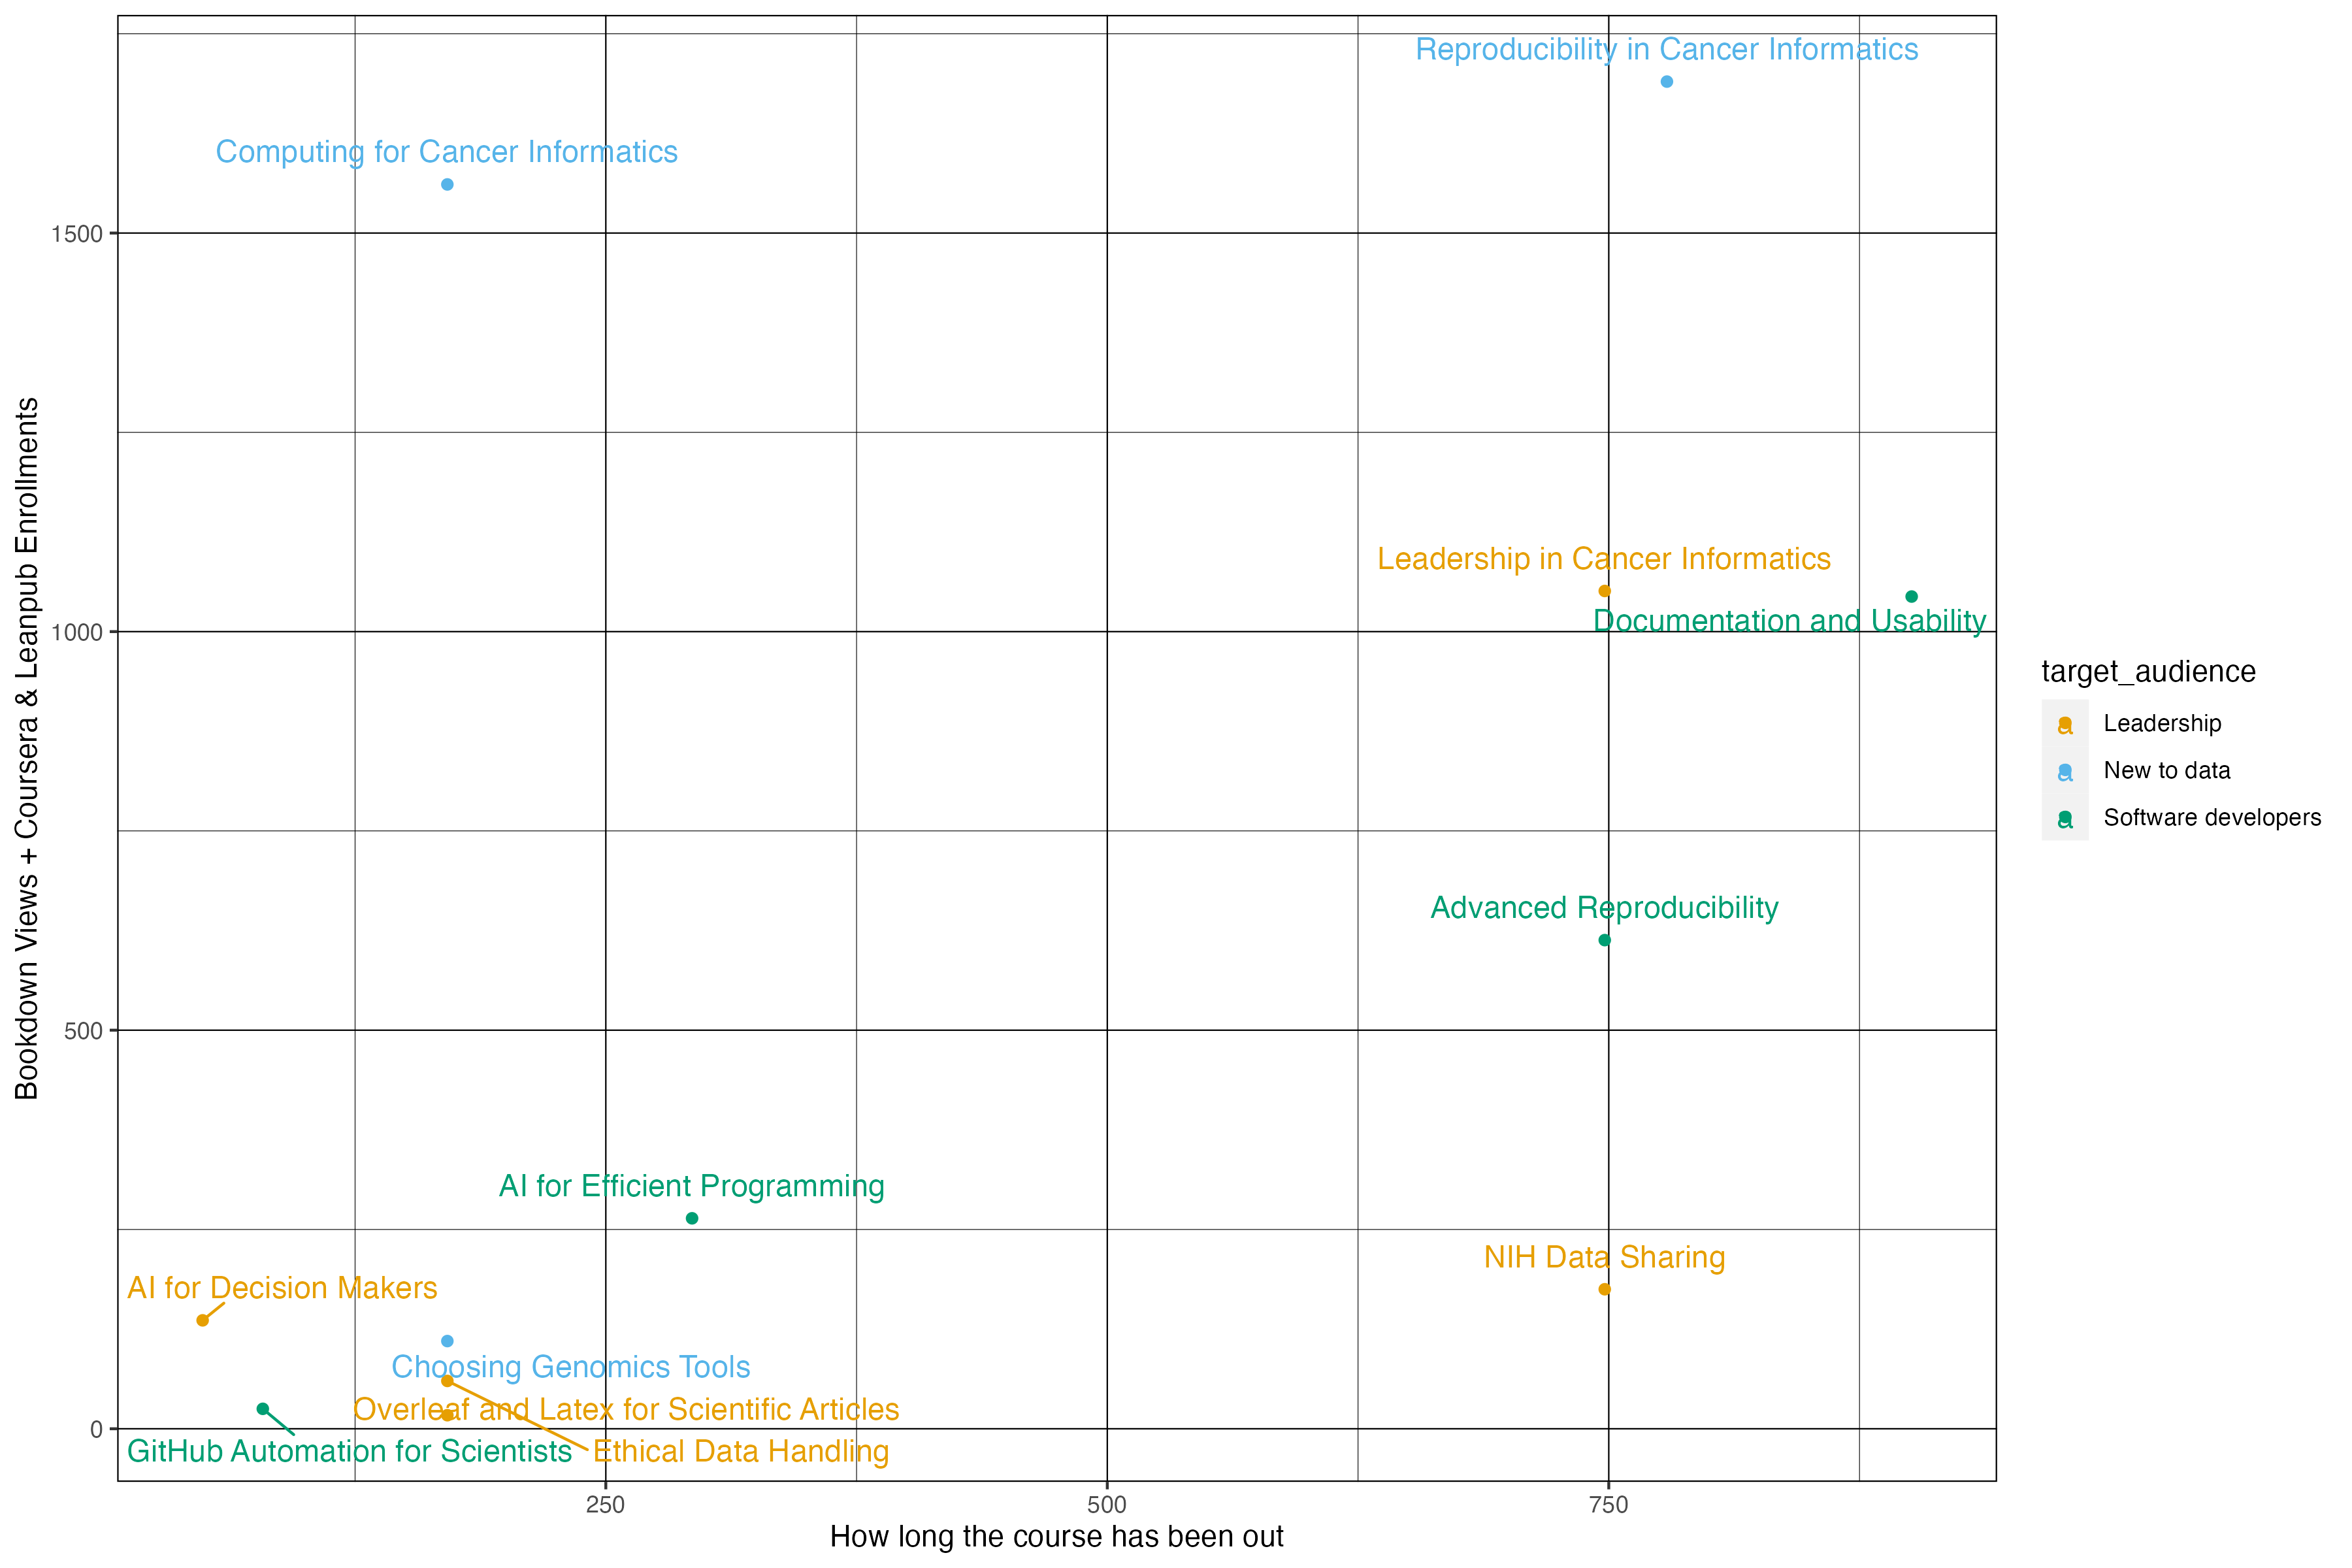 Reproducibility in Cancer Informatics
Computing for Cancer Informatics
1500
Leadership in Cancer Informatics
Documentation and Usability
1000
Advanced Reproducibility
500
AI for Efficient Programming
NIH Data Sharing
AI for Decision Makers
Choosing Genomics Tools
Overleaf and Latex for Scientific Articles
0
GitHub Automation for Scientists
Ethical Data Handling
250
500
750
How long the course has been out
Bookdown Views + Coursera & Leanpub Enrollments
target_audience
a Leadership
a New to data
a Software developers